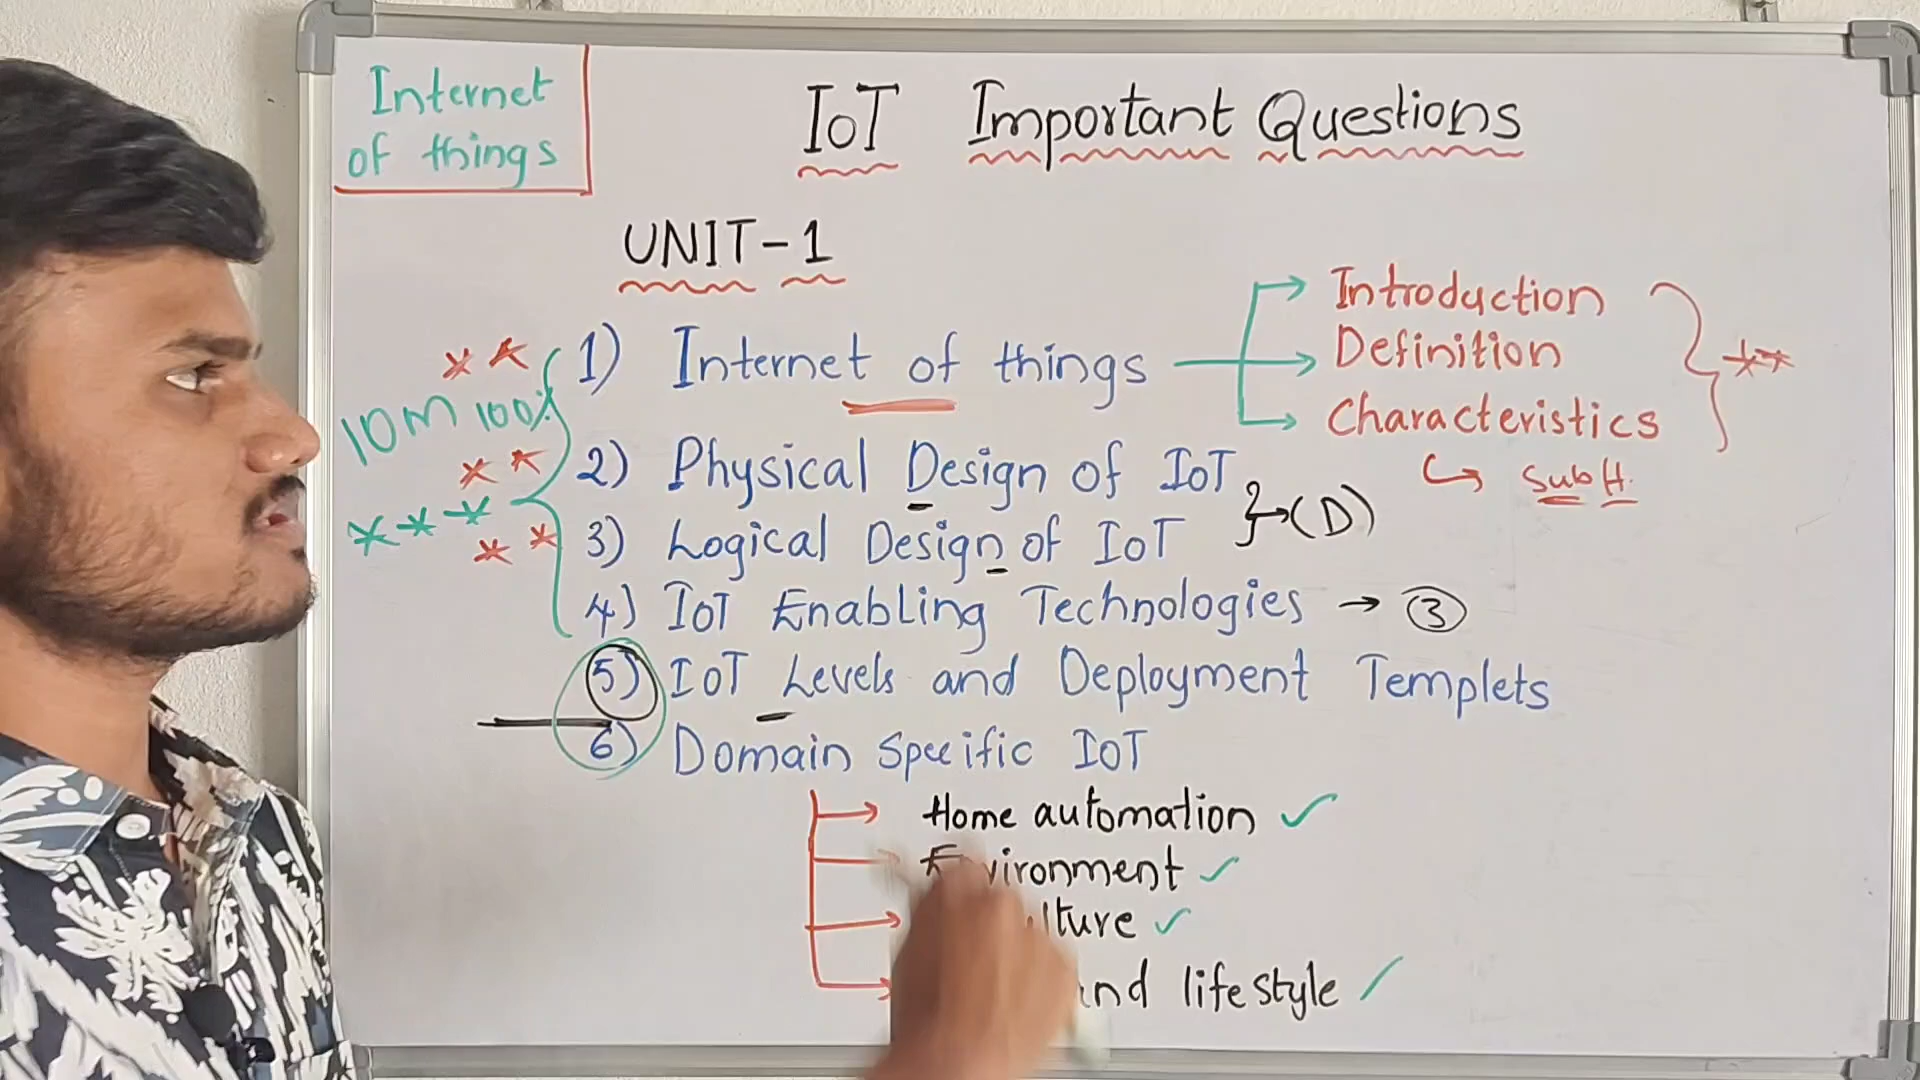 Internet
of things
IoT Important Questions
UNIT-1
** 1) Internet of things
Introduction
Definition
Characteristics
**
Sub H.
10M 100%
** 2) Physical Design of IoT
*** ** 3) Logical Design of IoT
(D)
4) IoT Enabling Technologies → 3
5) IoT Levels and Deployment Templets
6) Domain Specific IoT
Home automation ✓
Environment ✓
✓
lifestyle